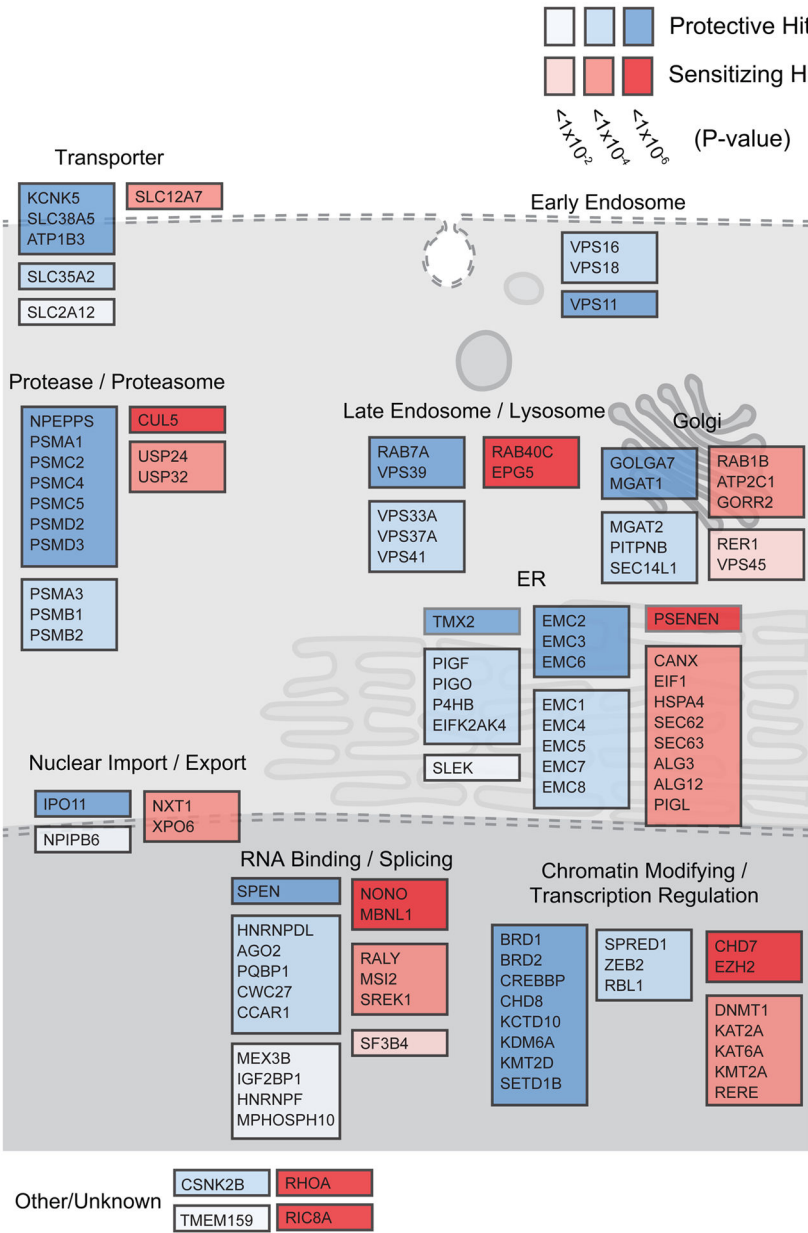 Protective Hit
Sensitizing H
<1x10-2
<1x10-4
<1x10-6
(P-value)
Transporter
KCNK5
SLC38A5
ATP1B3
SLC12A7
SLC35A2
SLC2A12
Early Endosome
VPS16
VPS18
VPS11
Protease / Proteasome
NPEPPS
PSMA1
PSMC2
PSMC4
PSMC5
PSMD2
PSMD3
CUL5
USP24
USP32
PSMA3
PSMB1
PSMB2
Late Endosome / Lysosome
RAB7A
VPS39
RAB40C
EPG5
VPS33A
VPS37A
VPS41
Golgi
GOLGA7
MGAT1
RAB1B
ATP2C1
GORR2
MGAT2
PITPNB
SEC14L1
RER1
VPS45
ER
TMX2
PIGF
PIGO
P4HB
EIFK2AK4
SLEK
EMC2
EMC3
EMC6
EMC1
EMC4
EMC5
EMC7
EMC8
PSENEN
CANX
EIF1
HSPA4
SEC62
SEC63
ALG3
ALG12
PIGL
Nuclear Import / Export
IPO11
NPIPB6
NXT1
XPO6
RNA Binding / Splicing
SPEN
HNRNPDL
AGO2
PQBP1
CWC27
CCAR1
MEX3B
IGF2BP1
HNRNPF
MPHOSPH10
NONO
MBNL1
RALY
MSI2
SREK1
SF3B4
Chromatin Modifying /
Transcription Regulation
BRD1
BRD2
CREBBP
CHD8
KCTD10
KDM6A
KMT2D
SETD1B
SPRED1
ZEB2
RBL1
CHD7
EZH2
DNMT1
KAT2A
KAT6A
KMT2A
RERE
Other/Unknown
CSNK2B
RHOA
TMEM159
RIC8A